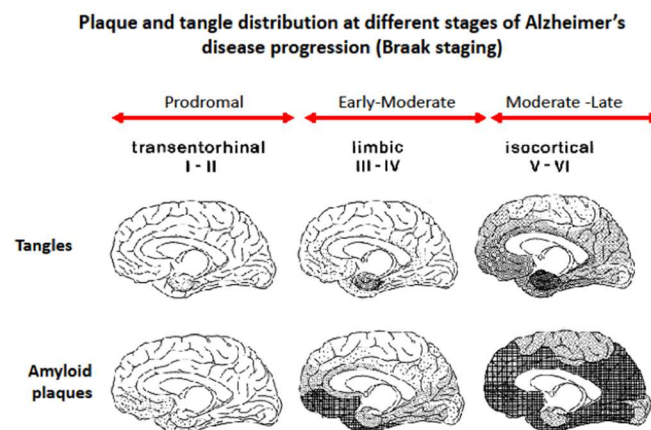 Plaque and tangle distribution at different stages of Alzheimer's
disease progression (Braak staging)
Prodromal
Early-Moderate
Moderate -Late
transentorhinal
I - II
limbic
III - IV
isocortical
V - VI
Tangles
Amyloid
plaques